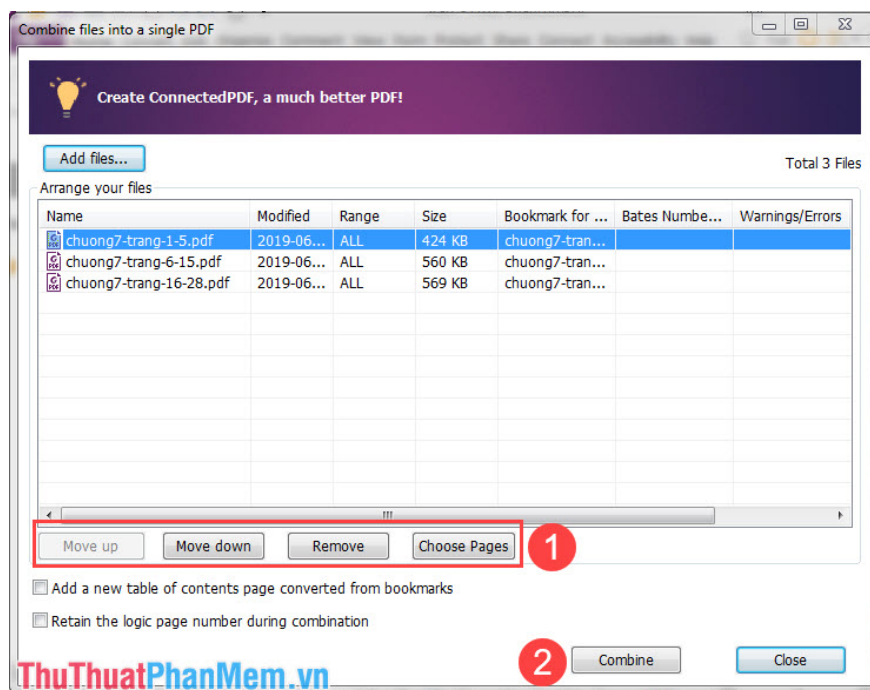 Combine files into a single PDF
Create ConnectedPDF, a much better PDF!
Add files...
Total 3 Files
Arrange your files
Name Modified Range Size Bookmark for ... Bates Numbe... Warnings/Errors
chuong7-trang-1-5.pdf 2019-06... ALL 424 KB chuong7-tran...
chuong7-trang-6-15.pdf 2019-06... ALL 560 KB chuong7-tran...
chuong7-trang-16-28.pdf 2019-06... ALL 569 KB chuong7-tran...
Move up Move down Remove Choose Pages 1
Add a new table of contents page converted from bookmarks
Retain the logic page number during combination
2 Combine Close
ThuThuatPhanMem.vn